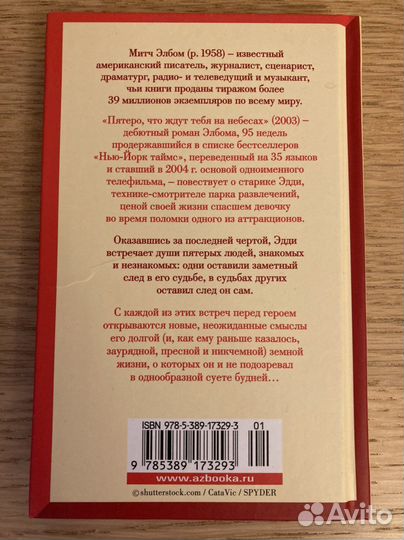 Митч Элбом (р. 1958) – известный
американский писатель, журналист, сценарист,
драматург, радио- и телеведущий и музыкант,
чьи книги проданы тиражом более
39 миллионов экземпляров по всему миру.
«Пятеро, что ждут тебя на небесах» (2003) –
дебютный роман Элбома, 95 недель
продержавшийся в списке бестселлеров
«Нью-Йорк таймс», переведенный на 35 языков
и ставший в 2004 г. основой одноименного
телефильма, – повествует о старике Эдди,
технике-смотрителе парка развлечений,
ценой своей жизни спасшем девочку
во время поломки одного из аттракционов.
Оказавшись за последней чертой, Эдди
встречает души пятерых людей, знакомых
и незнакомых: одни оставили заметный
след в его судьбе, в судьбах других
оставил след он сам.
С каждой из этих встреч перед героем
открываются новые, неожиданные смыслы
его долгой (и, как ему раньше казалось,
заурядной, пресной и никчемной) земной
жизни, о которых он и не подозревал
в однообразной суете будней...
ISBN 978-5-389-17329-3 01
9 785389 173293
www.azbooka.ru
© shutterstock.com / CataVic / SPYDER
Avito